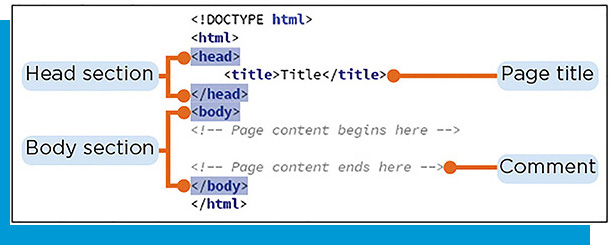 <!DOCTYPE html>
<html>
<head>
Head section
<title>Title</title>
Page title
</head>
<body>
<!-- Page content begins here -->
Body section
<!-- Page content ends here -->
Comment
</body>
</html>